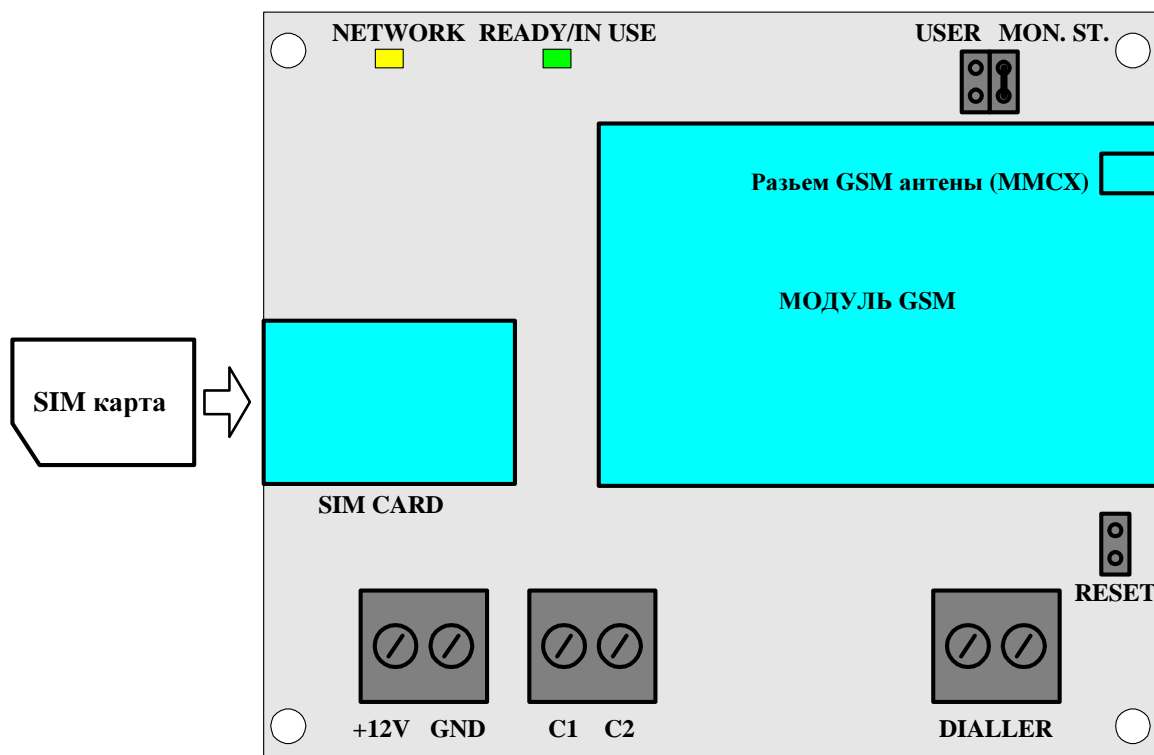 NETWORK READY/IN USE USER MON. ST.
Разьем GSM антены (MMCX)
МОДУЛЬ GSM
SIM карта
SIM CARD
RESET
+12V GND C1 C2 DIALLER